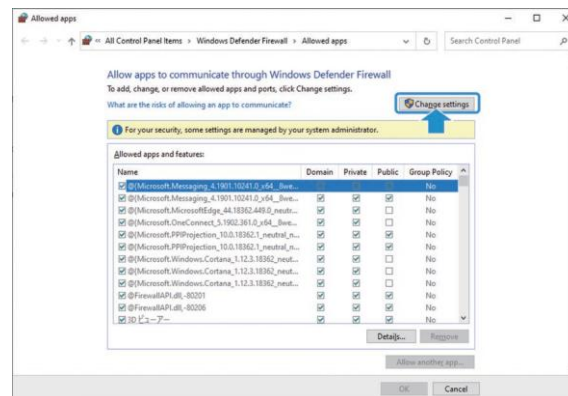 Allowed apps
« All Control Panel Items › Windows Defender Firewall › Allowed apps
Search Control Panel
Allow apps to communicate through Windows Defender Firewall
To add, change, or remove allowed apps and ports, click Change settings.
What are the risks of allowing an app to communicate?
Change settings
For your security, some settings are managed by your system administrator.
Allowed apps and features:
Name Domain Private Public Group Policy
@{Microsoft.Messaging_4.1901.10241.0_x64__8we... No
@{Microsoft.Messaging_4.1901.10241.0_x64__8we... No
@{Microsoft.MicrosoftEdge_44.18362.449.0_neutr... No
@{Microsoft.OneConnect_5.1902.361.0_x64__8we... No
@{Microsoft.PPIProjection_10.0.18362.1_neutral_n... No
@{Microsoft.PPIProjection_10.0.18362.1_neutral_n... No
@{Microsoft.Windows.Cortana_1.12.3.18362_neut... No
@{Microsoft.Windows.Cortana_1.12.3.18362_neut... No
@{Microsoft.Windows.Cortana_1.12.3.18362_neut... No
@FirewallAPI.dll,-80201 No
@FirewallAPI.dll,-80206 No
3D ビューアー No
Details... Remove
Allow another app...
OK Cancel